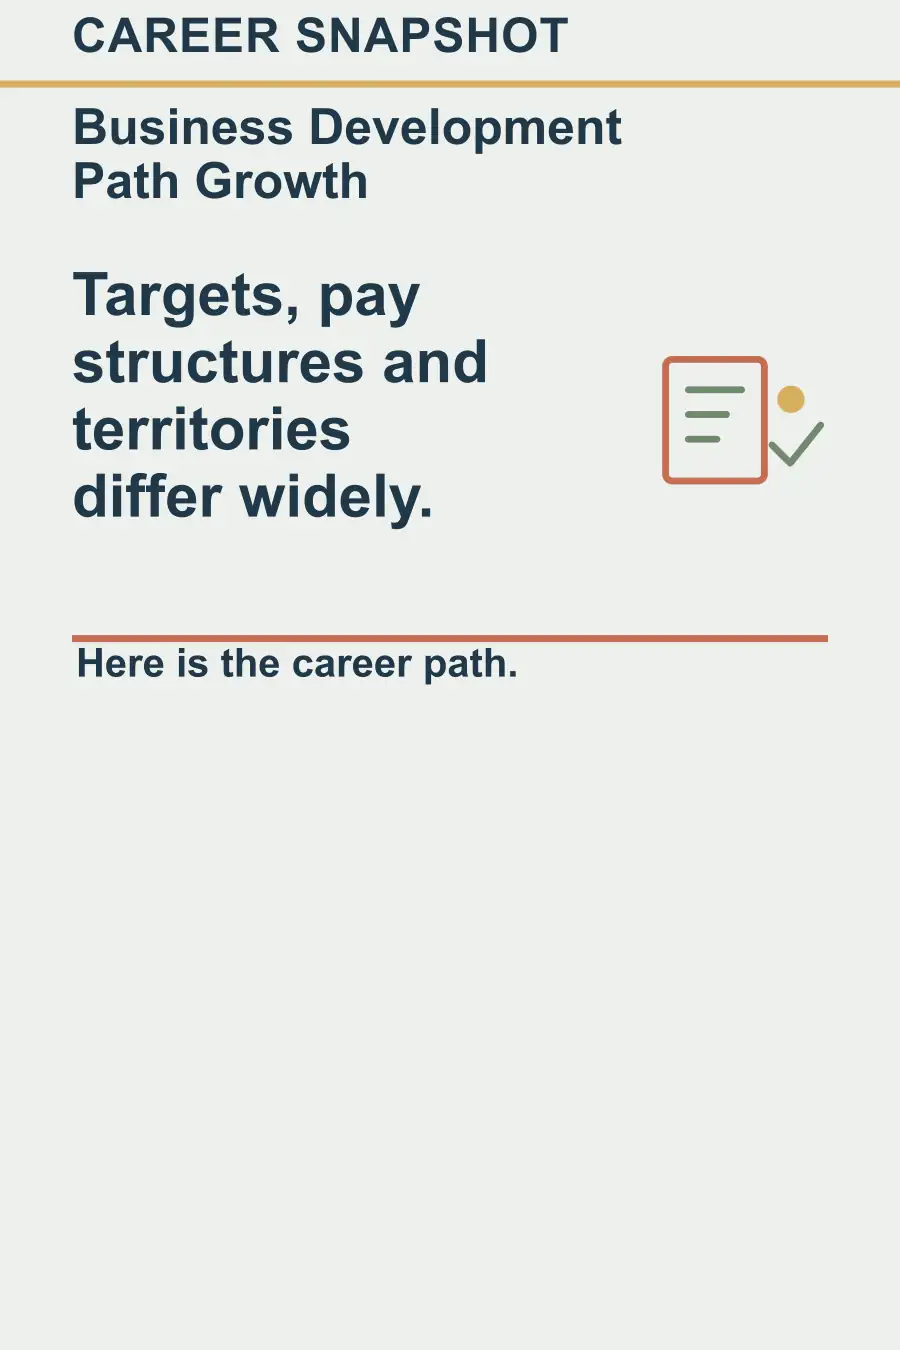 CAREER SNAPSHOT
Business Development
Path Growth
Targets, pay
structures and
territories
differ widely.
Here is the career path.